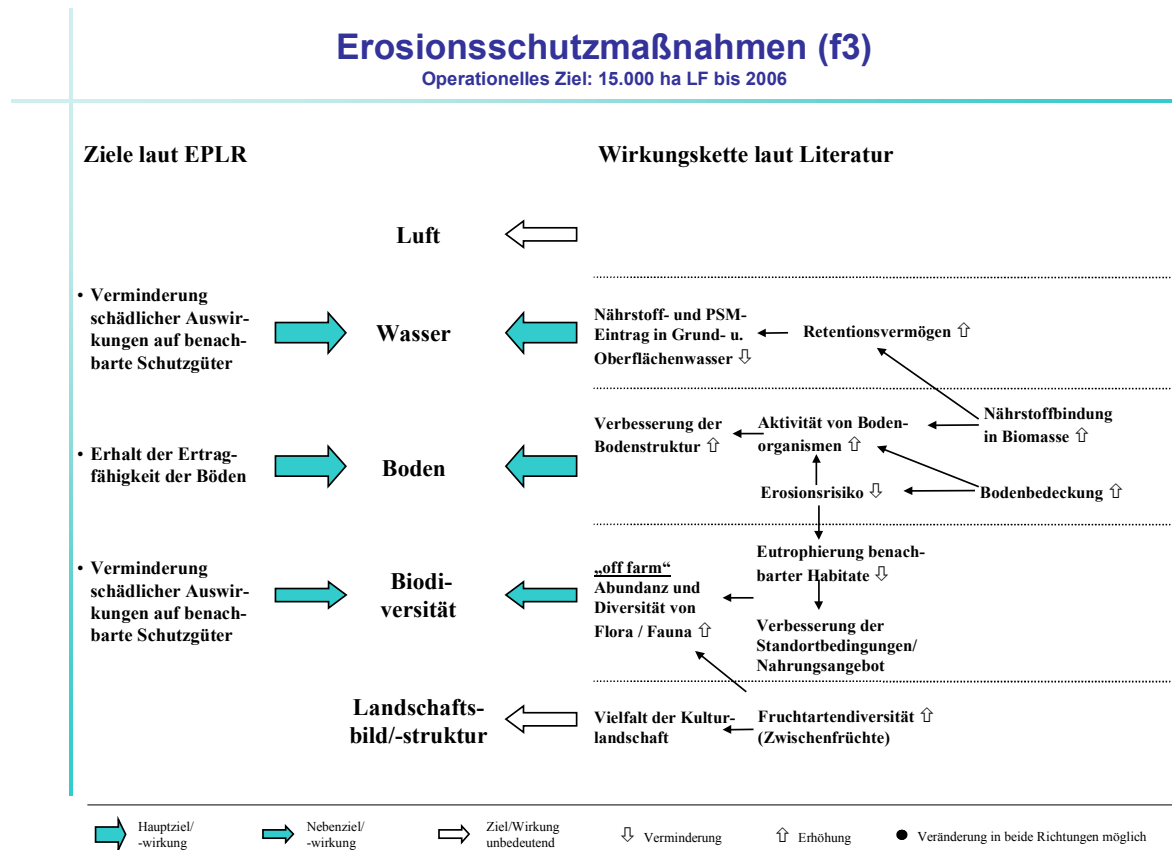 Erosionsschutzmaßnahmen (f3)
Operationelles Ziel: 15.000 ha LF bis 2006
Ziele laut EPLR
Wirkungskette laut Literatur
Luft
• Verminderung
schädlicher Auswir-
kungen auf benach-
barte Schutzgüter
Wasser
Nährstoff- und PSM-
Eintrag in Grund- u.
Oberflächenwasser ⇩
Retentionsvermögen ⇧
• Erhalt der Ertrag-
fähigkeit der Böden
Boden
Verbesserung der
Bodenstruktur ⇧
Aktivität von Boden-
organismen ⇧
Nährstoffbindung
in Biomasse ⇧
Erosionsrisiko ⇩
Bodenbedeckung ⇧
• Verminderung
schädlicher Auswir-
kungen auf benach-
barte Schutzgüter
Biodi-
versität
„off farm“
Abundanz und
Diversität von
Flora / Fauna ⇧
Eutrophierung benach-
barter Habitate ⇩
Verbesserung der
Standortbedingungen/
Nahrungsangebot
Landschafts-
bild/-struktur
Vielfalt der Kultur-
landschaft
Fruchtartendiversität ⇧
(Zwischenfrüchte)
Hauptziel/
-wirkung
Nebenziel/
-wirkung
Ziel/Wirkung
unbedeutend
⇩ Verminderung
⇧ Erhöhung
● Veränderung in beide Richtungen möglich